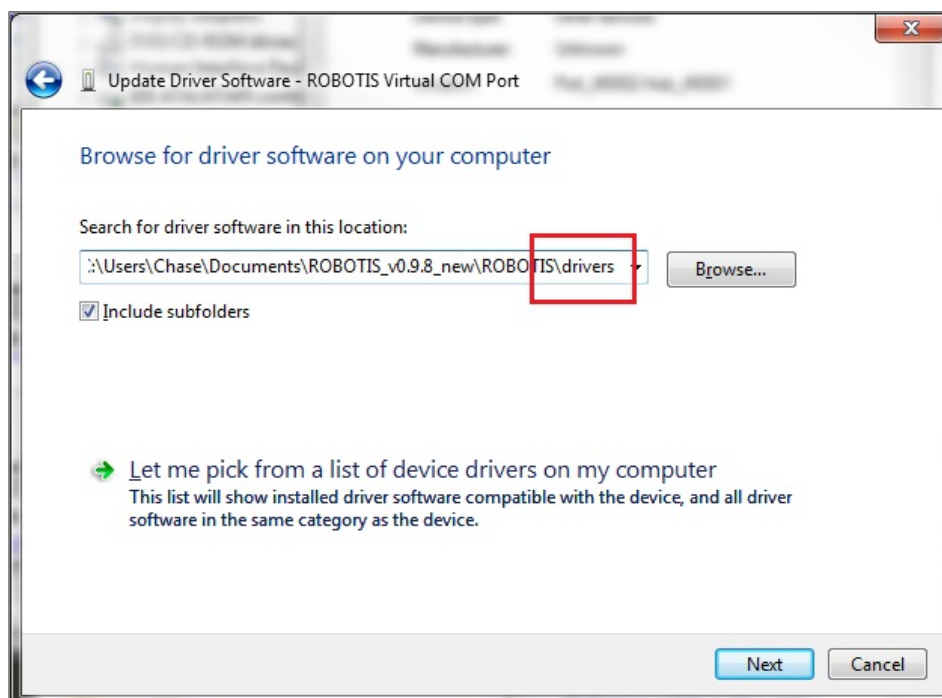 Update Driver Software - ROBOTIS Virtual COM Port
Browse for driver software on your computer
Search for driver software in this location:
:\Users\Chase\Documents\ROBOTIS_v0.9.8_new\ROBOTIS\drivers
Browse...
Include subfolders
Let me pick from a list of device drivers on my computer
This list will show installed driver software compatible with the device, and all driver
software in the same category as the device.
Next
Cancel